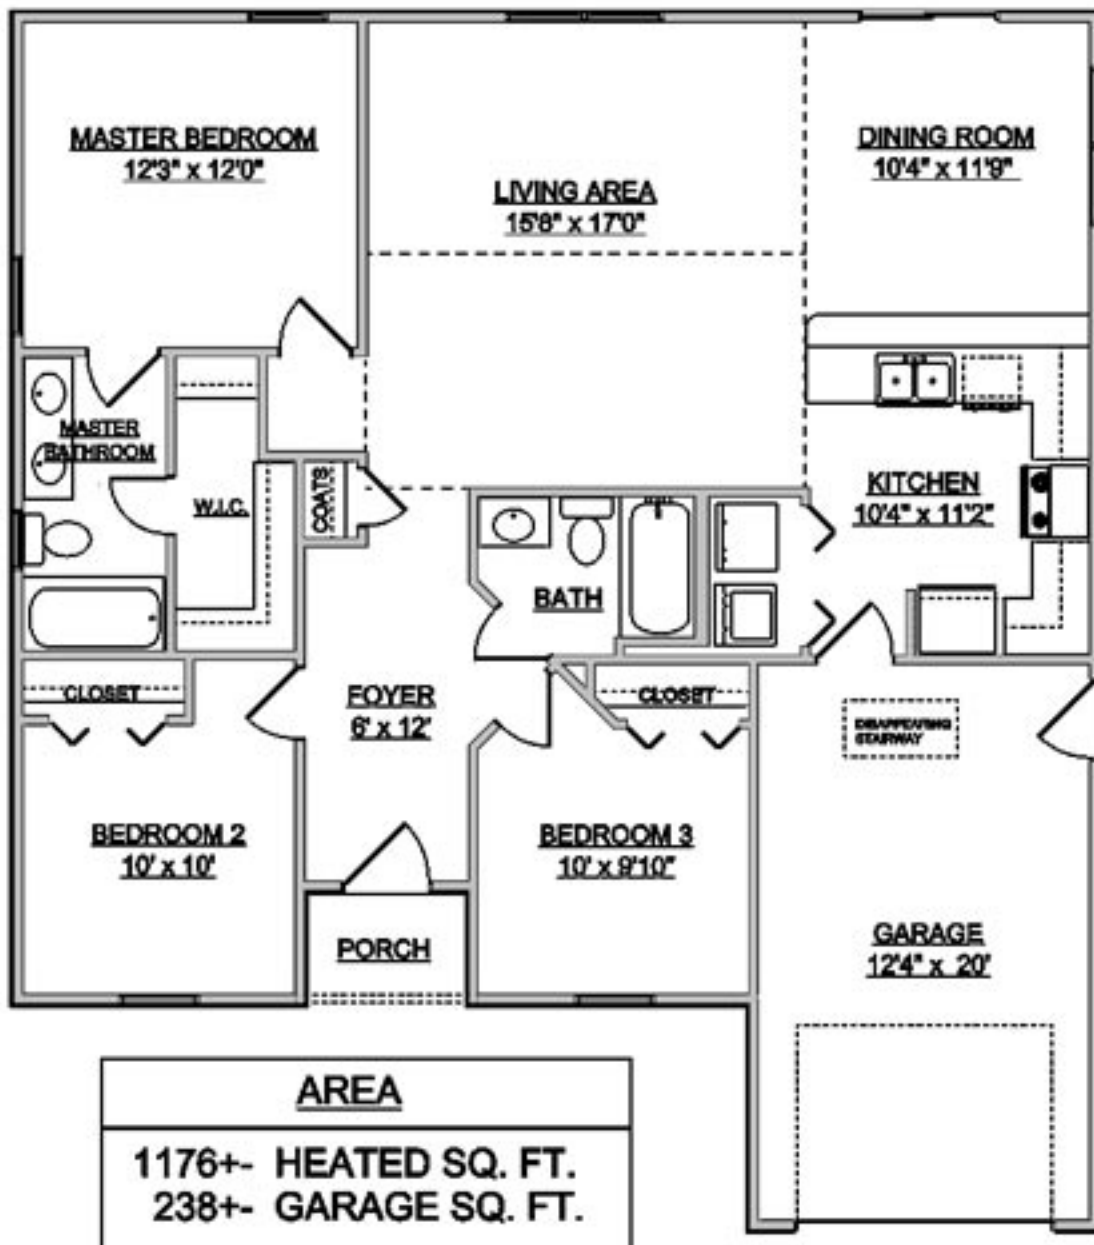 MASTER BEDROOM
12'3" x 12'0"
LIVING AREA
15'8" x 17'0"
DINING ROOM
10'4" x 11'9"
MASTER
BATHROOM
W.I.C.
COATS
KITCHEN
10'4" x 11'2"
BATH
CLOSET
FOYER
6' x 12'
CLOSET
DISAPPEARING
STAIRWAY
BEDROOM 2
10' x 10'
BEDROOM 3
10' x 9'10"
PORCH
GARAGE
12'4" x 20'
AREA
1176+- HEATED SQ. FT.
238+- GARAGE SQ. FT.